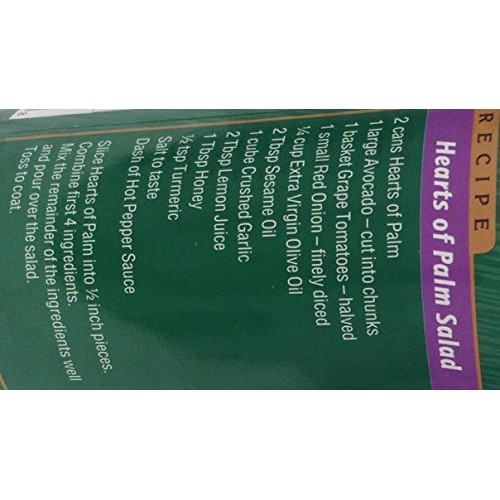 RECIPE
Hearts of Palm Salad
2 cans Hearts of Palm
1 large Avocado – cut into chunks
1 basket Grape Tomatoes – halved
1 small Red Onion – finely diced
¼ cup Extra Virgin Olive Oil
2 Tbsp Sesame Oil
1 cube Crushed Garlic
2 Tbsp Lemon Juice
1 Tbsp Honey
½ tsp Turmeric
Salt to taste
Dash of Hot Pepper Sauce
Slice Hearts of Palm into ½ inch pieces.
Combine first 4 ingredients.
Mix the remainder of the ingredients well
and pour over the salad.
Toss to coat.